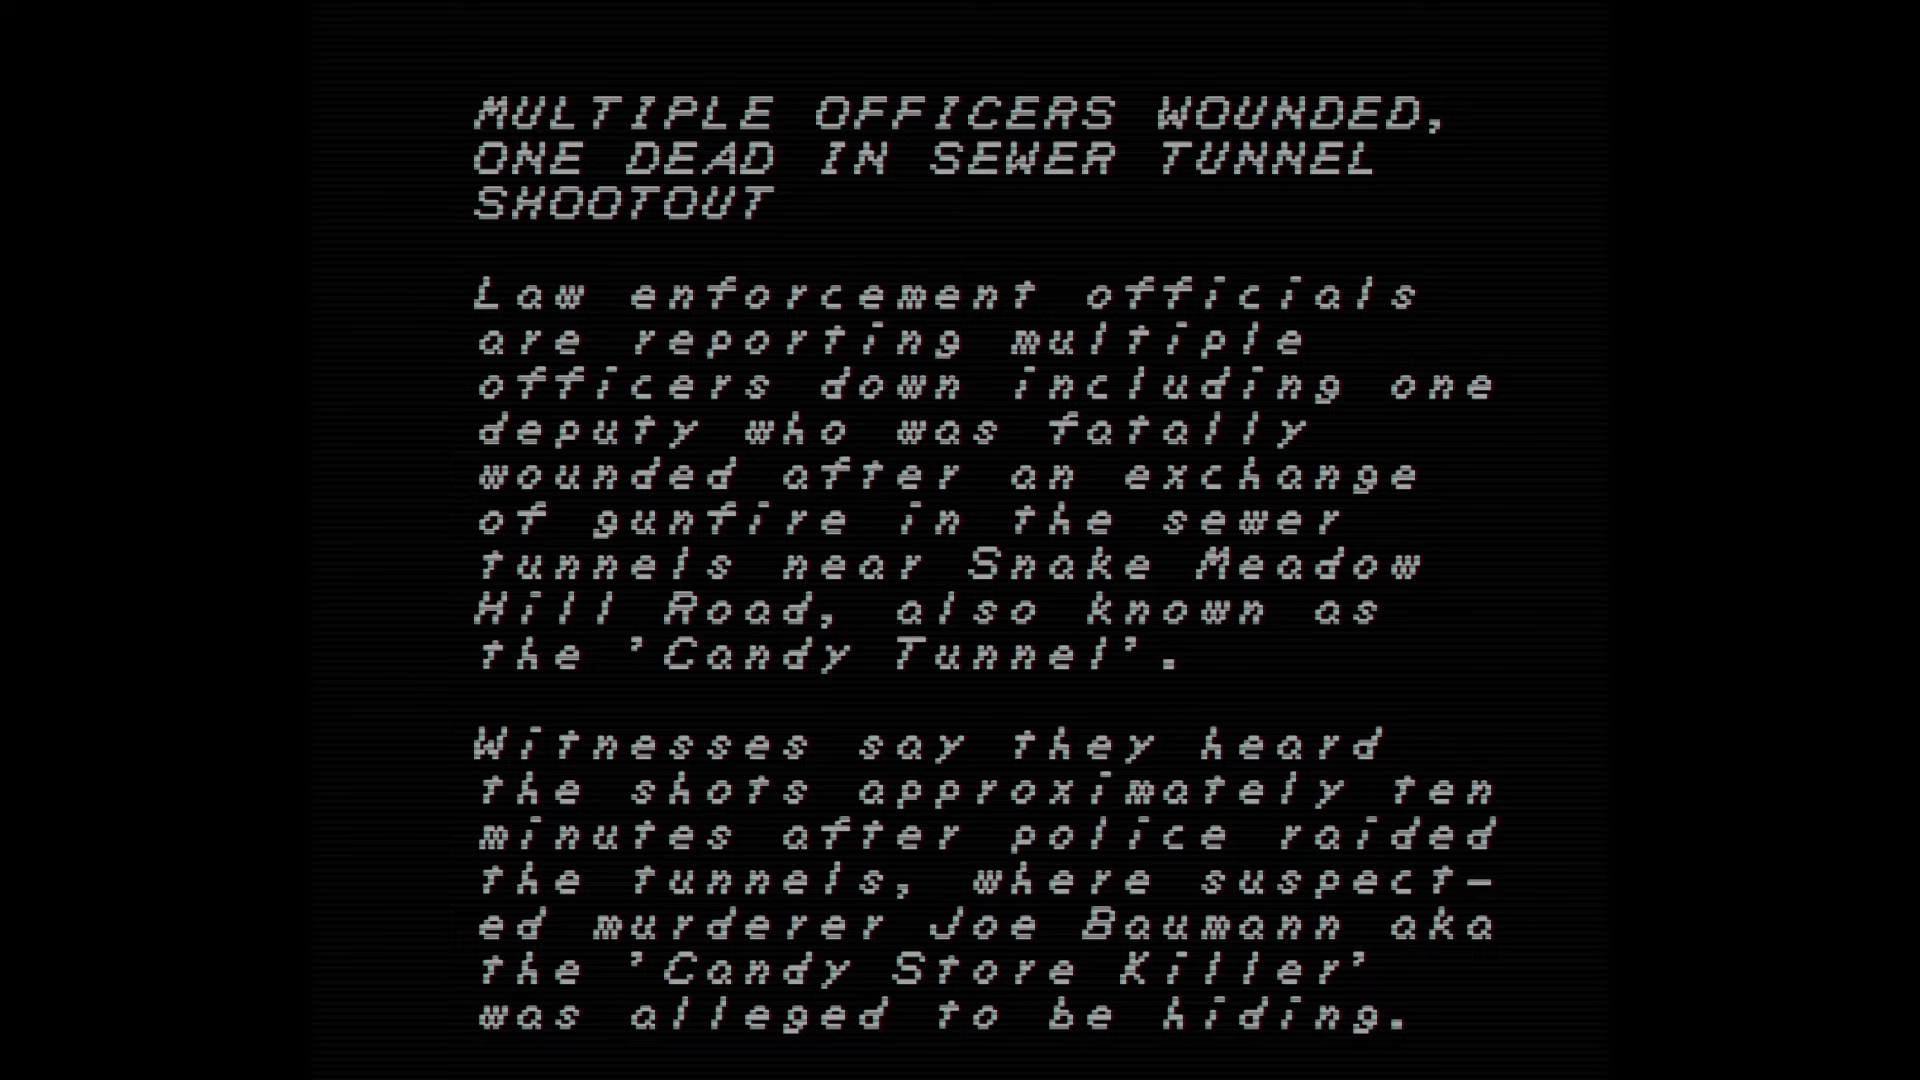 MULTIPLE OFFICERS WOUNDED,
ONE DEAD IN SEWER TUNNEL
SHOOTOUT
Law enforcement officials
are reporting multiple
officers down including one
deputy who was fatally
wounded after an exchange
of gunfire in the sewer
tunnels near Snake Meadow
Hill Road, also known as
the 'Candy Tunnel'.
Witnesses say they heard
the shots approximately ten
minutes after police raided
the tunnels, where suspect-
ed murderer Joe Baumann aka
the 'Candy Store Killer'
was alleged to be hiding.